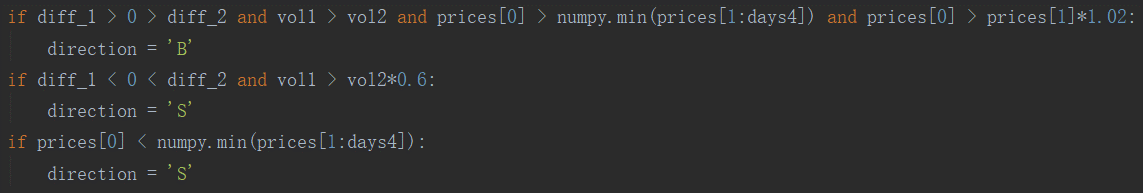 if diff_1 > 0 > diff_2 and vol1 > vol2 and prices[0] > numpy.min(prices[1:days4]) and prices[0] > prices[1]*1.02:
    direction = 'B'
if diff_1 < 0 < diff_2 and vol1 > vol2*0.6:
    direction = 'S'
if prices[0] < numpy.min(prices[1:days4]):
    direction = 'S'